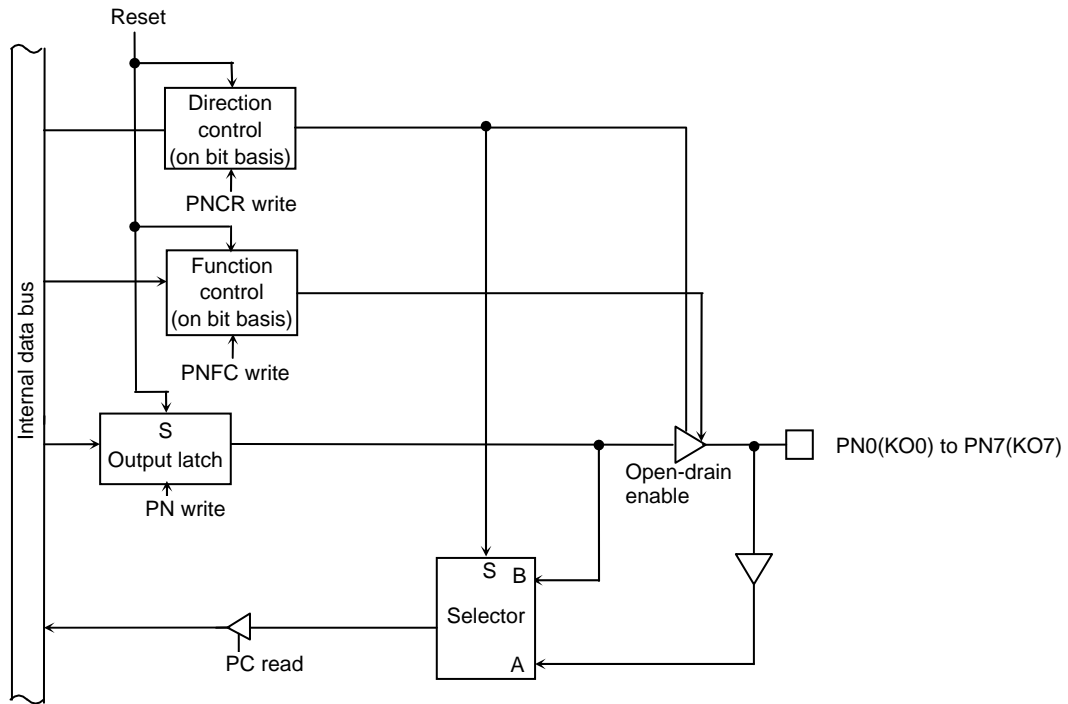 Reset
Direction
control
(on bit basis)
PNCR write
Function
control
(on bit basis)
PNFC write
Internal data bus
S
Output latch
PN write
Open-drain
enable
PN0(KO0) to PN7(KO7)
S
B
Selector
A
PC read